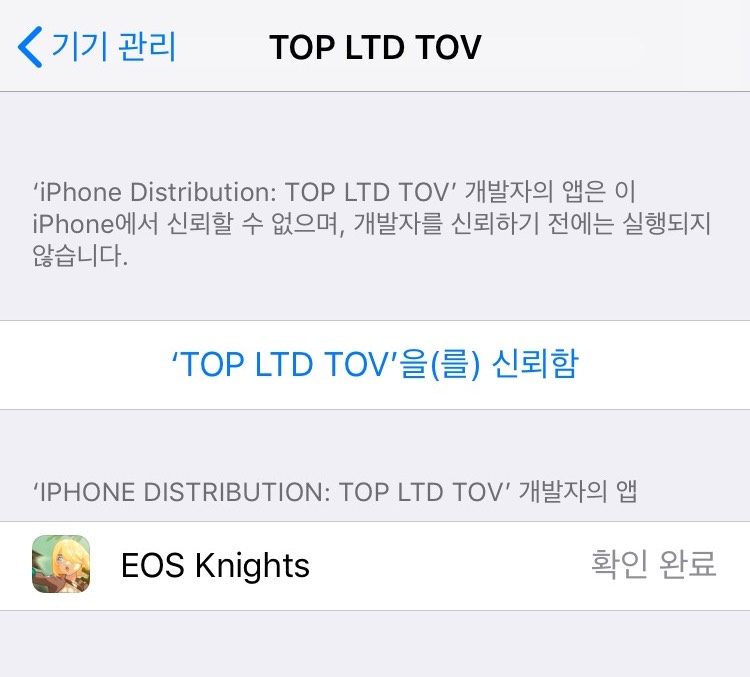 기기 관리
TOP LTD TOV
‘iPhone Distribution: TOP LTD TOV’ 개발자의 앱은 이
iPhone에서 신뢰할 수 없으며, 개발자를 신뢰하기 전에는 실행되지
않습니다.
‘TOP LTD TOV’을(를) 신뢰함
‘IPHONE DISTRIBUTION: TOP LTD TOV’ 개발자의 앱
EOS Knights
확인 완료